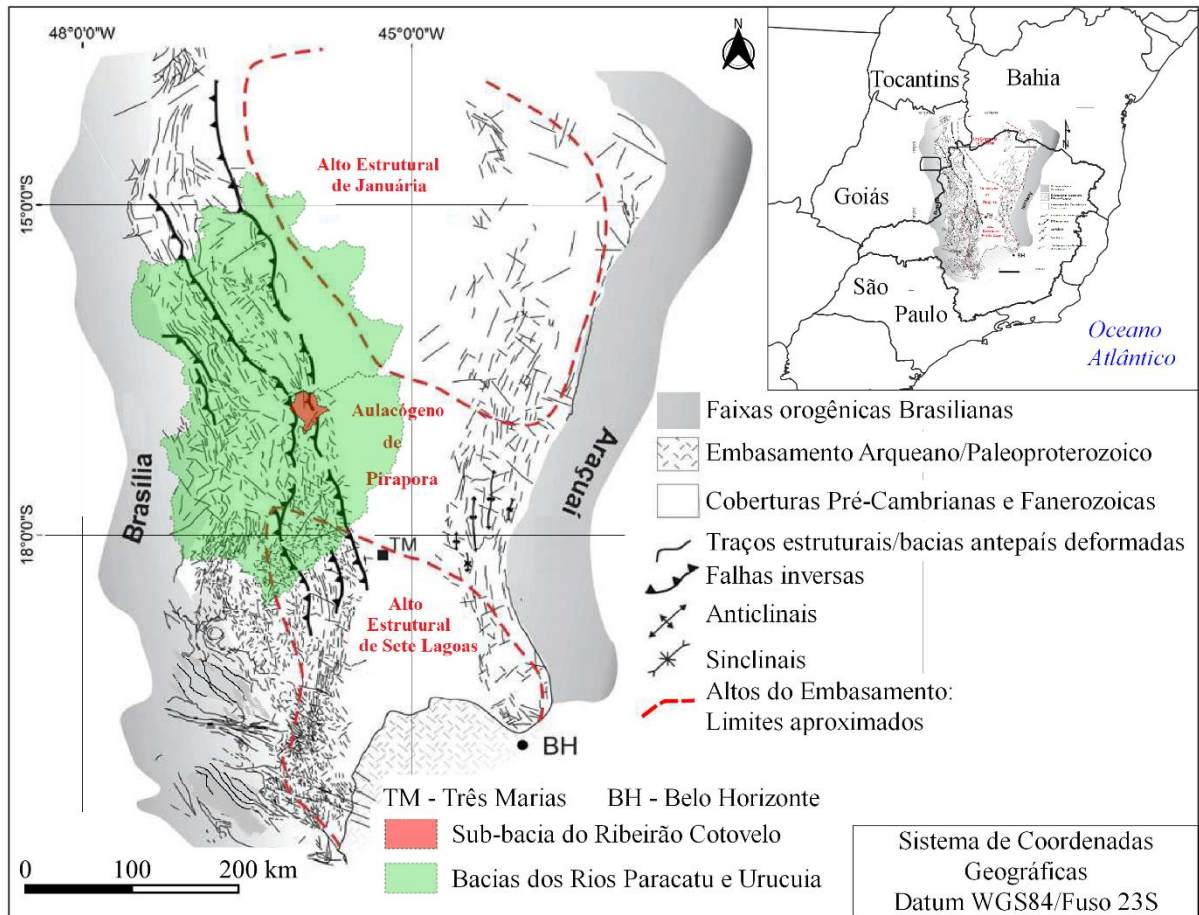 48°0'0"W
45°0'0"W
N
15°0'0"S
18°0'0"S
Alto Estrutural
de Januária
Aulacógeno
de
Pirapora
Brasília
Araçuaí
TM
Alto
Estrutural
de Sete Lagoas
BH
Tocantins
Bahia
Goiás
São
Paulo
BH
Oceano
Atlântico
Faixas orogênicas Brasilianas
Embasamento Arqueano/Paleoproterozoico
Coberturas Pré-Cambrianas e Fanerozoicas
Traços estruturais/bacias antepaís deformadas
Falhas inversas
Anticlinais
Sinclinais
Altos do Embasamento:
Limites aproximados
TM - Três Marias BH - Belo Horizonte
Sub-bacia do Ribeirão Cotovelo
Bacias dos Rios Paracatu e Urucuia
0 100 200 km
Sistema de Coordenadas
Geográficas
Datum WGS84/Fuso 23S